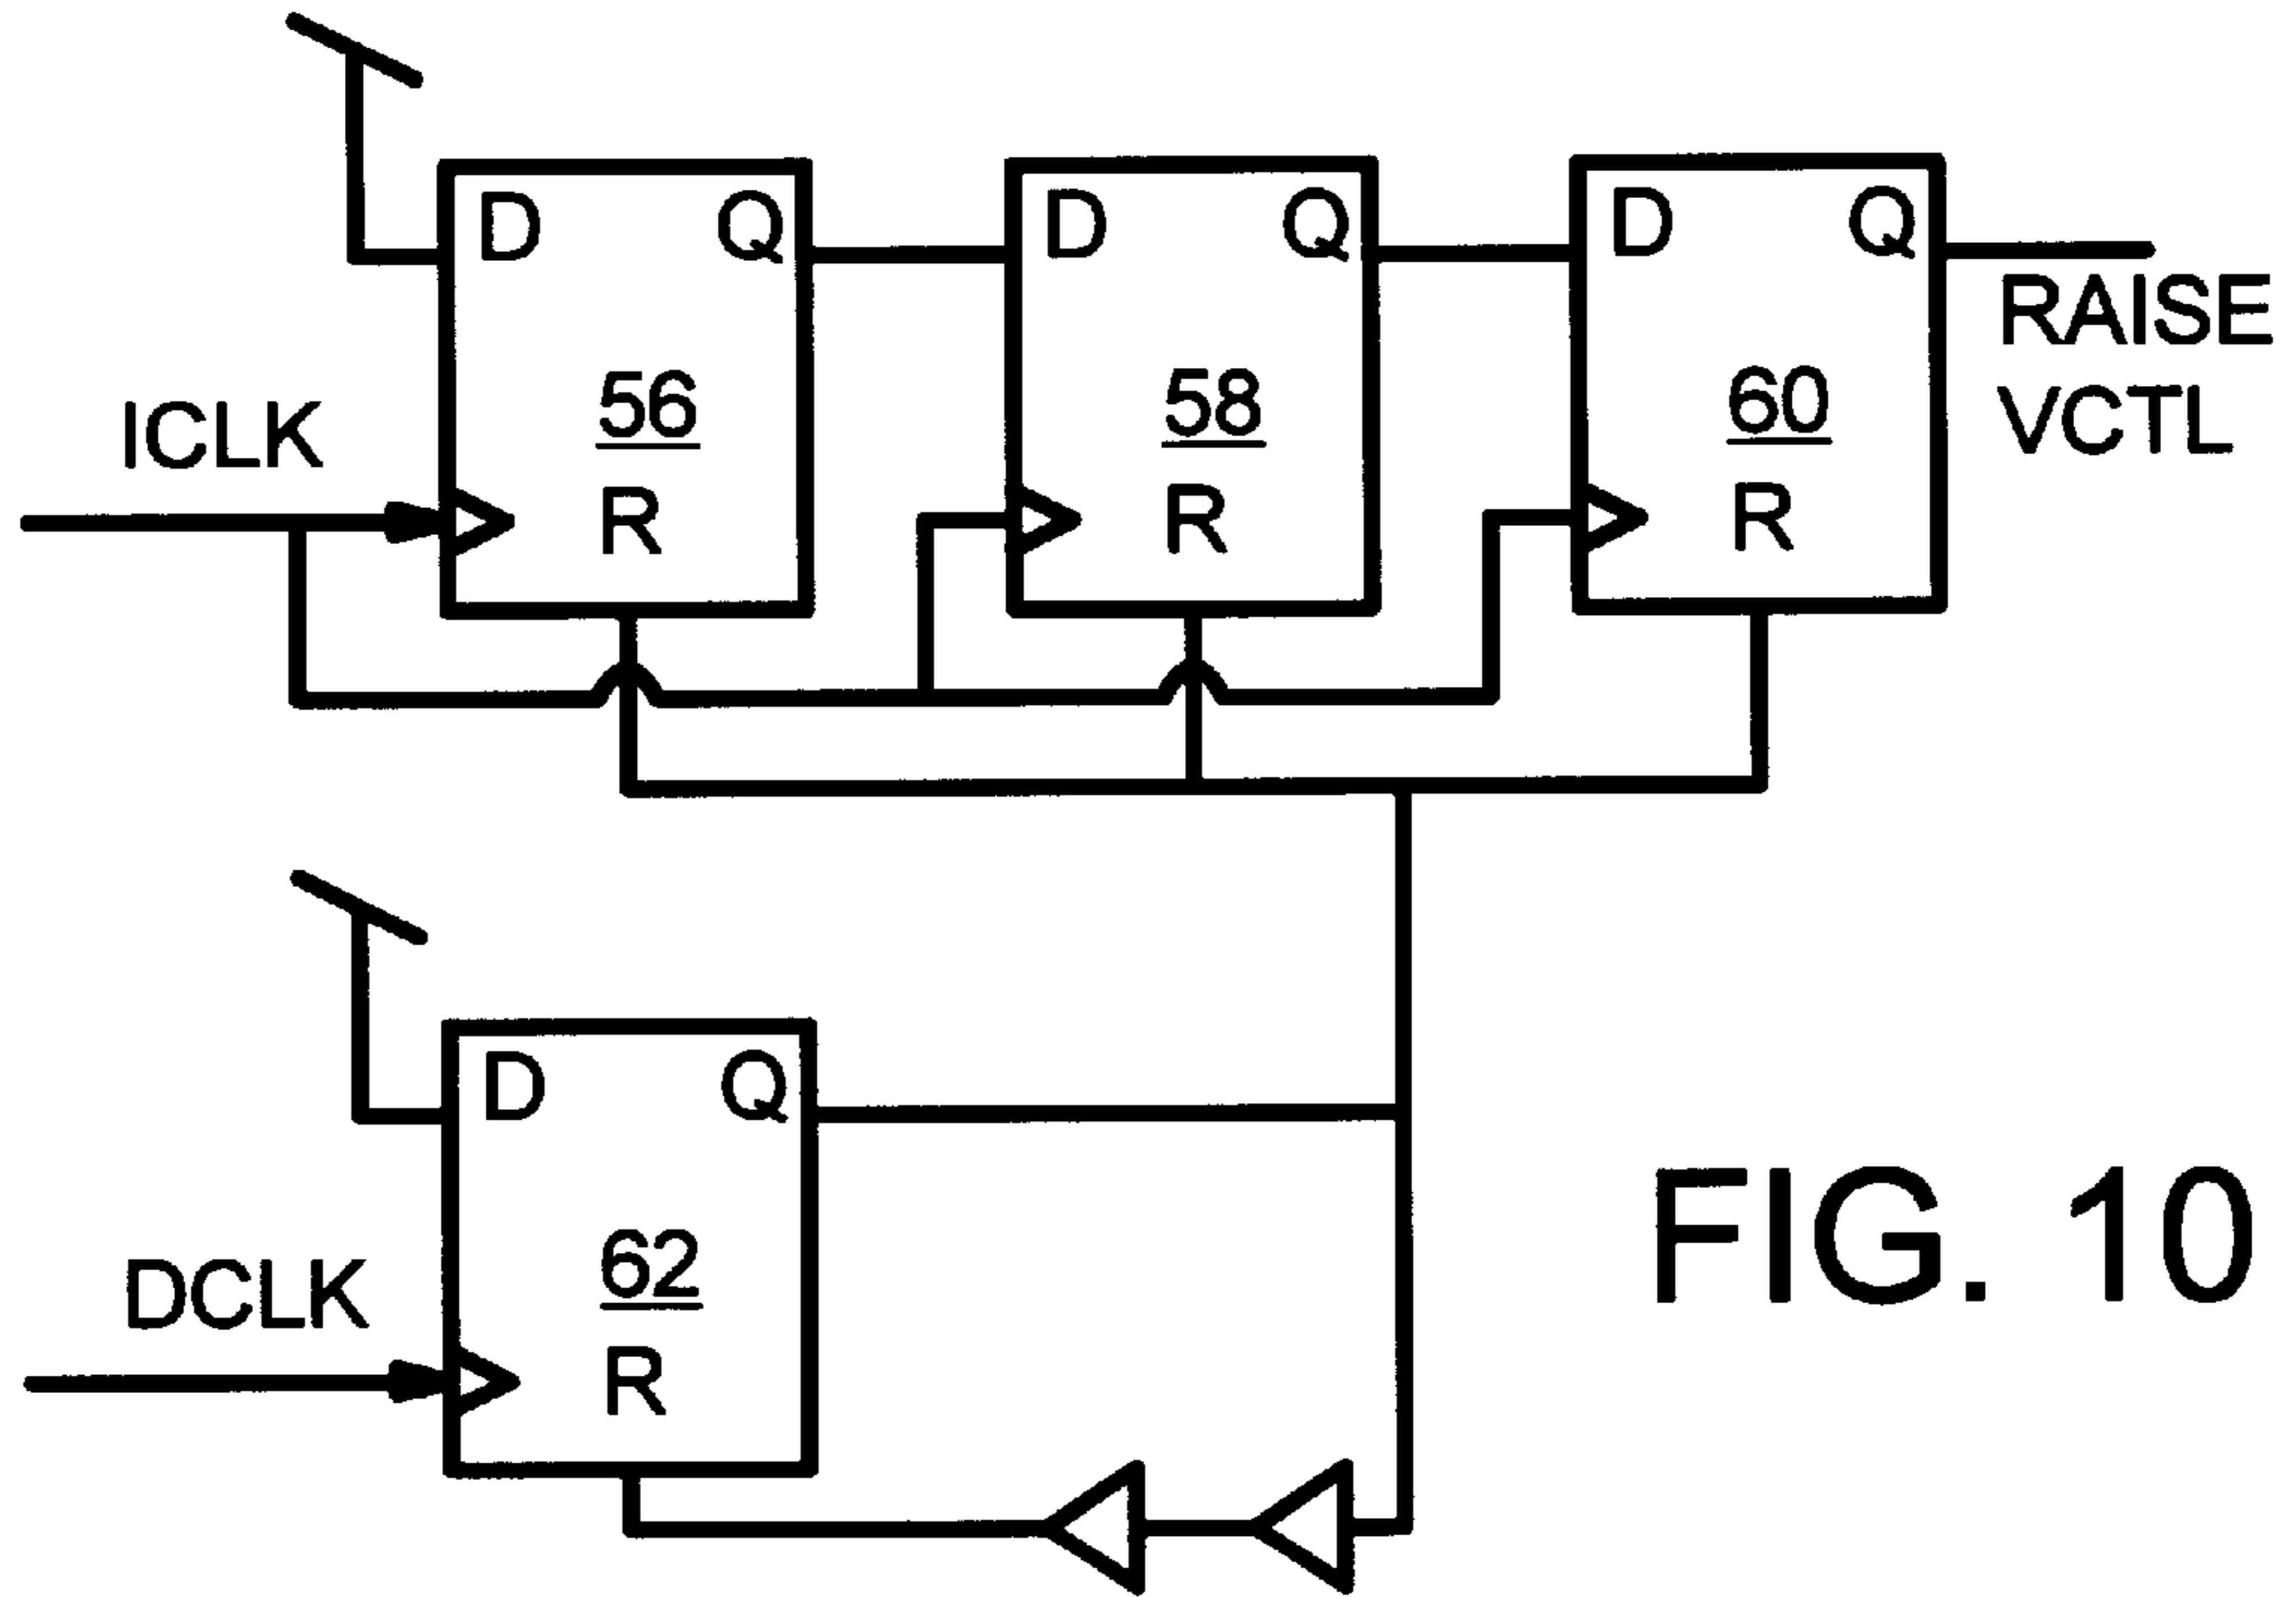 D Q D Q D Q
RAISE
VCTL
ICLK
56 58 60
R R R
D Q
62
DCLK
R
FIG. 10